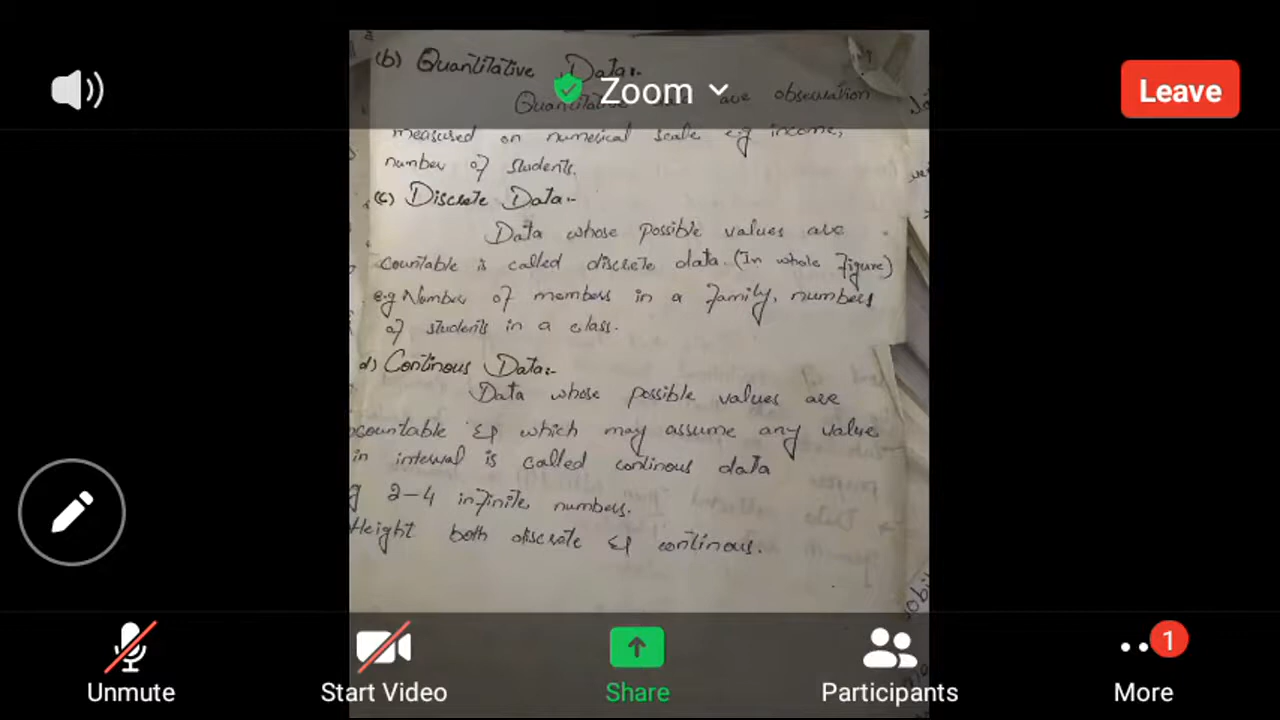 (b) Quantitative Data:-
Zoom
Leave
Quantitative are observation
measured on numerical scale e.g income,
number of students.
(c) Discrete Data:-
Data whose possible values are
countable is called discrete data. (In whole figure)
e.g Number of members in a family, numbers
of students in a class.
d) Continous Data:-
Data whose possible values are
countable & which may assume any value
in interval is called continous data
g 2-4 infinite numbers.
Height both discrete & continous.
Unmute
Start Video
Share
Participants
More
1